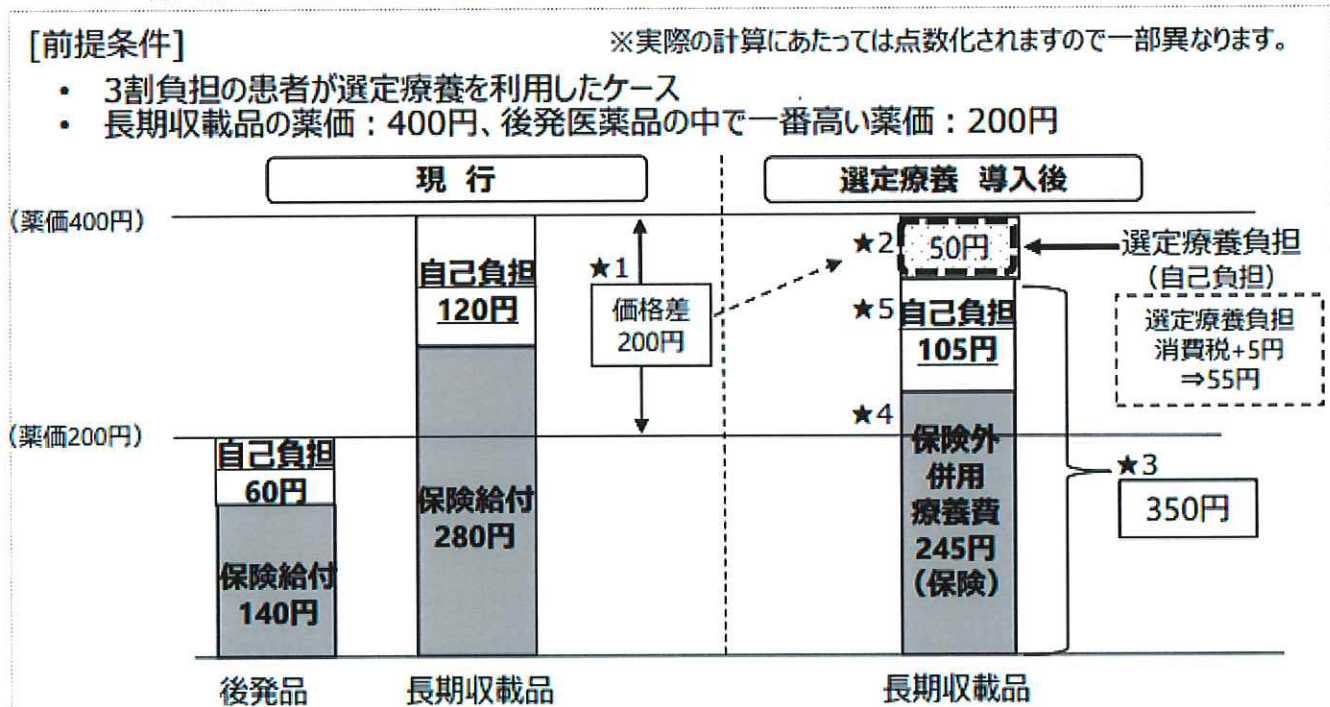 [前提条件]
※実際の計算にあたっては点数化されますので一部異なります。
• 3割負担の患者が選定療養を利用したケース
• 長期収載品の薬価：400円、後発医薬品の中で一番高い薬価：200円
現 行
選定療養 導入後
(薬価400円)
(薬価200円)
自己負担
60円
保険給付
140円
後発品
自己負担
120円
保険給付
280円
長期収載品
★1
価格差
200円
★2
50円
選定療養負担
(自己負担)
選定療養負担
消費税+5円
⇒55円
★5
自己負担
105円
★4
保険外
併用
療養費
245円
(保険)
★3
350円
長期収載品